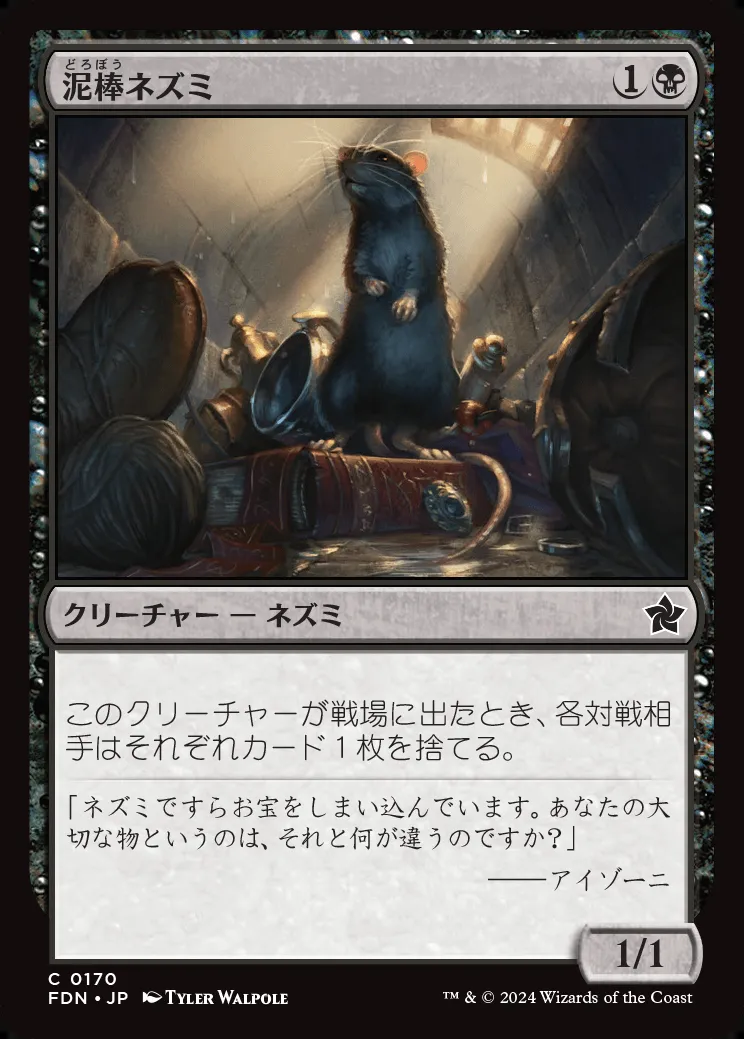 どろぼう
泥棒ネズミ 1
クリーチャー — ネズミ
このクリーチャーが戦場に出たとき、各対戦相
手はそれぞれカード1枚を捨てる。
「ネズミですらお宝をしまい込んでいます。あなたの大
切な物というのは、それと何が違うのですか?」
――アイゾーニ
1/1
C 0170
FDN • JP Tyler Walpole
™ & © 2024 Wizards of the Coast